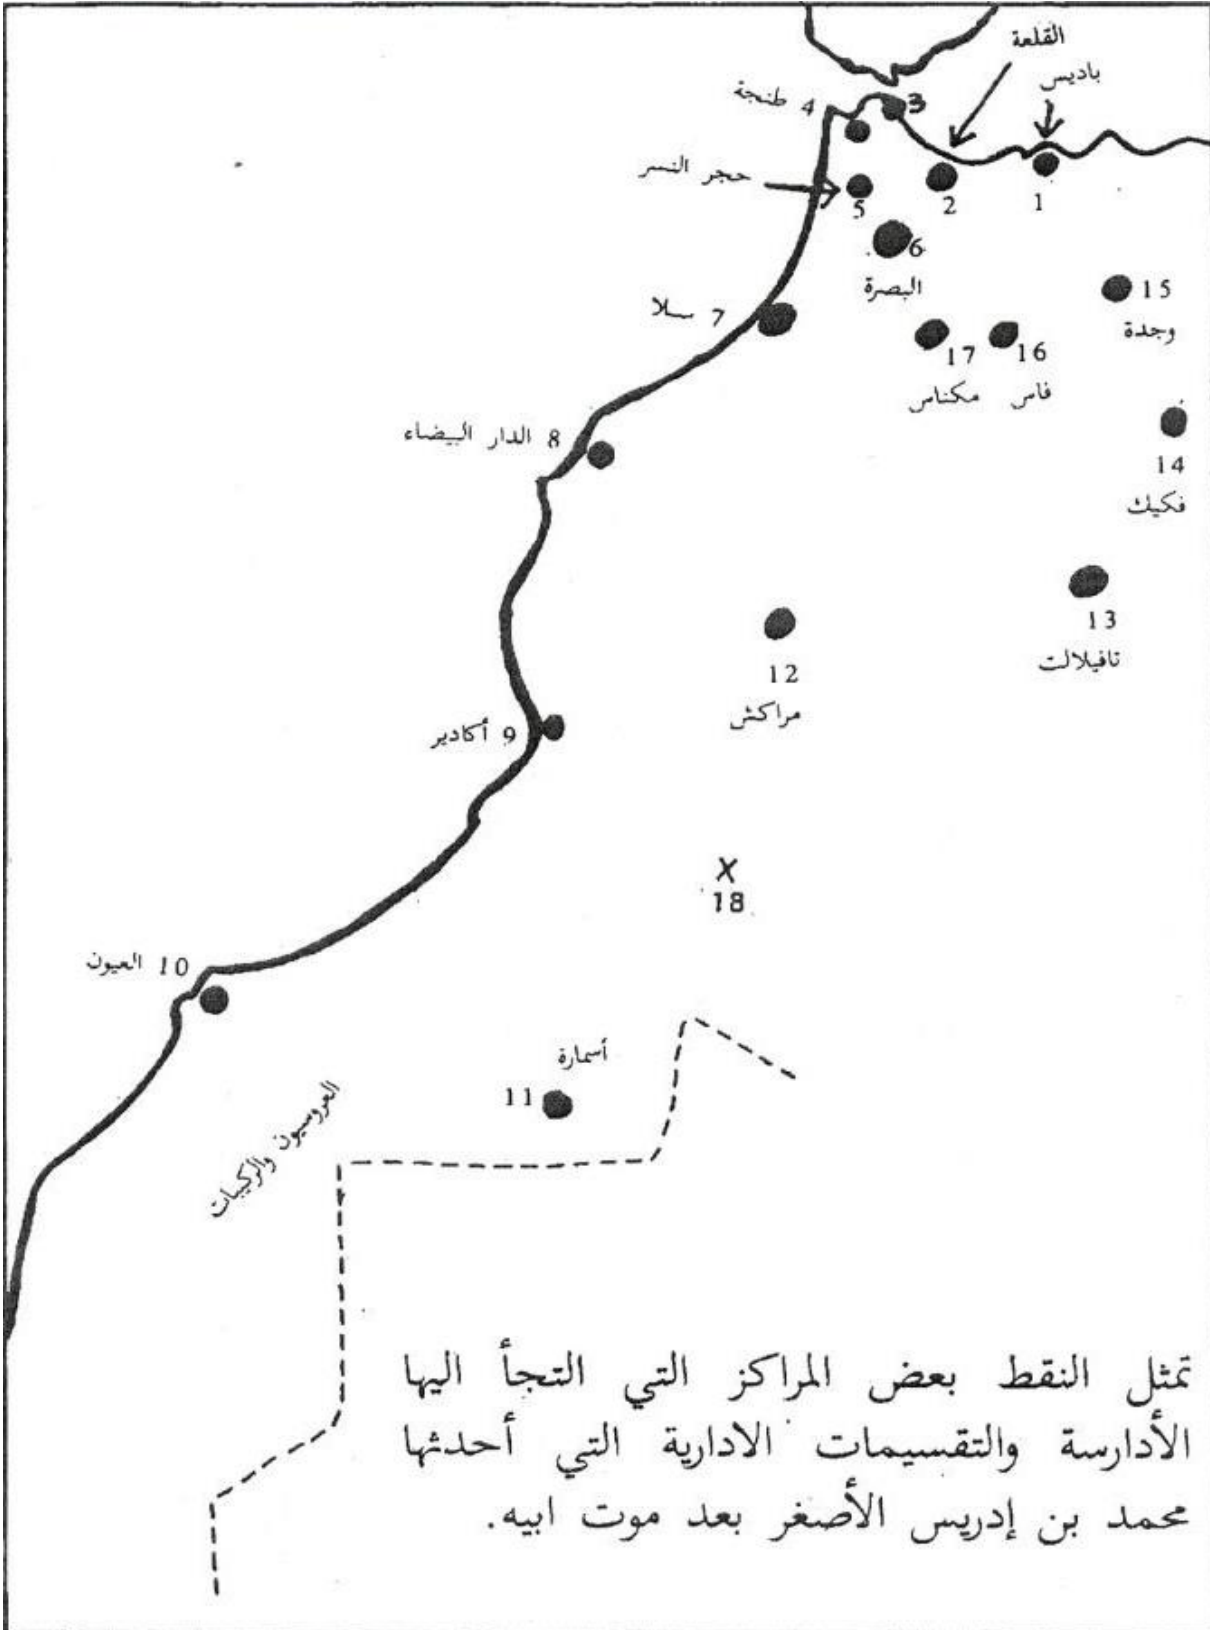 القلعة
باديس
4 طنجة
3
حجر النسر
5
2
1
6
البصرة
15
وجدة
7 سلا
17
مكناس
16
فاس
8 الدار البيضاء
14
فكيك
13
تافيلالت
12
مراكش
9 أكادير
X
18
10 العيون
أسمارة
11
العروسيون والركيبات
تمثل النقط بعض المراكز التي التجأ اليها
الأدارسة والتقسيمات الادارية التي أحدثها
محمد بن إدريس الأصغر بعد موت ابيه.